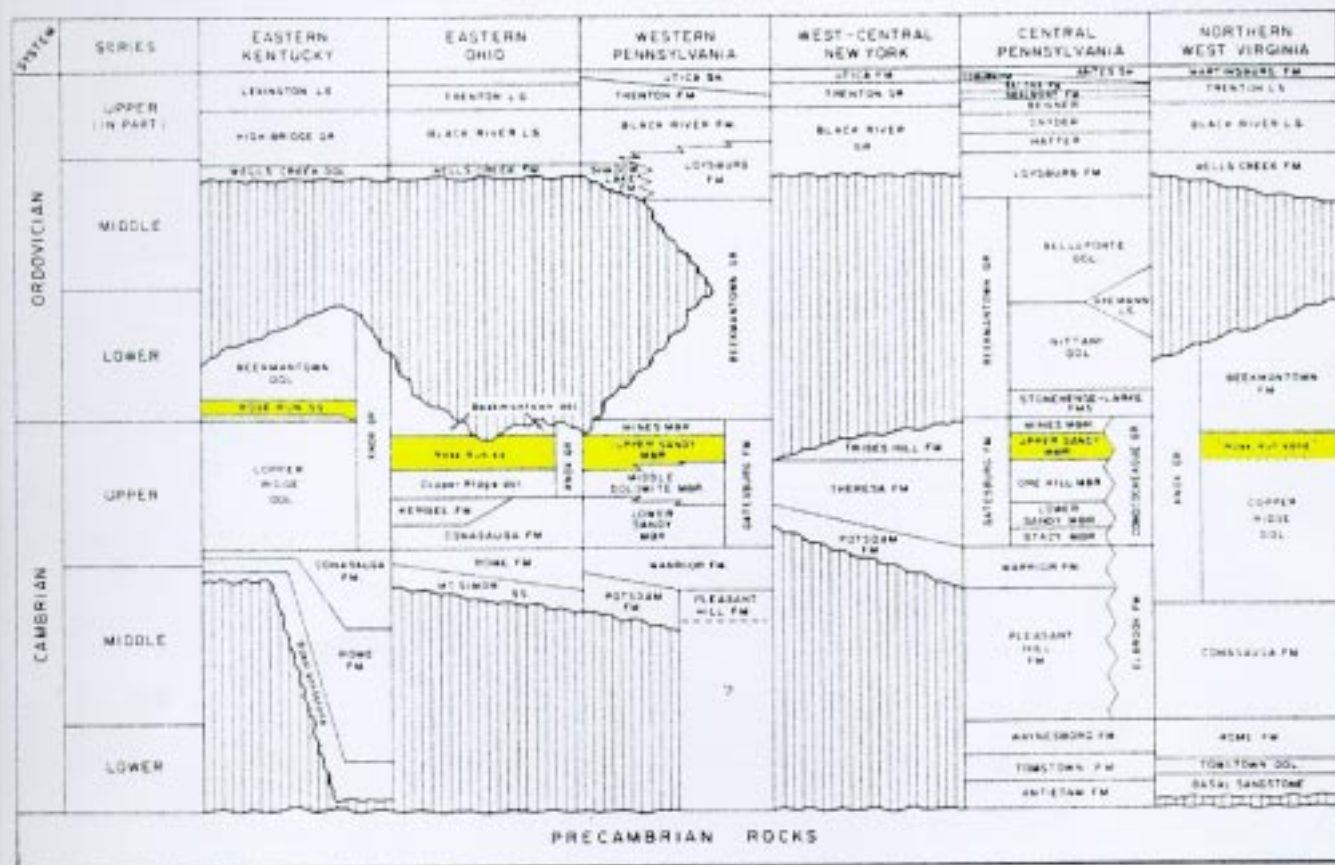 SYSTEM
SERIES
EASTERN
KENTUCKY
EASTERN
OHIO
WESTERN
PENNSYLVANIA
WEST-CENTRAL
NEW YORK
CENTRAL
PENNSYLVANIA
NORTHERN
WEST VIRGINIA
ORDOVICIAN
UPPER
(IN PART)
MIDDLE
LOWER
CAMBRIAN
UPPER
MIDDLE
LOWER
LEXINGTON LS
HIGH BRIDGE GR
WELLS CREEK DOL
BEEKMANTOWN
DOL
ROSE RUN SS
KNOX GR
COPPER
RIDGE
DOL
CONASAUGA
FM
ROME
FM
TRENTON LS
BLACK RIVER LS
WELLS CREEK FM
Beekmantown dol
Rose Run ss
KNOX GR
Copper Ridge dol
KERBEL FM
CONASAUGA FM
ROME FM
MT SIMON
SS
UTICA SH
TRENTON FM
BLACK RIVER FM
LOYSBURG
FM
BEEKMANTOWN GR
MINES MBR
UPPER SANDY
MBR
MIDDLE
DOLOMITE MBR
LOWER
SANDY
MBR
GATESBURG FM
WARRIOR FM
POTSDAM
FM
PLEASANT
HILL FM
?
UTICA FM
TRENTON GR
BLACK RIVER
GR
TRIBES HILL FM
THERESA FM
POTSDAM
FM
ANTES SH
BENNER
SNYDER
HATTER
LOYSBURG FM
BEEKMANTOWN GR
BELLEFONTE
DOL
AXEMANN
LS
NITTANY
DOL
STONEHENGE-LARKE
FMS
GATESBURG FM
MINES MBR
UPPER SANDY
MBR
ORE HILL MBR
LOWER
SANDY MBR
STACY MBR
CONOCOCHEAGUE GR
WARRIOR FM
PLEASANT
HILL
FM
ELBROOK FM
WAYNESBORO FM
TOMSTOWN FM
ANTIETAM FM
MARTINSBURG FM
TRENTON LS
BLACK RIVER LS
WELLS CREEK FM
BEEKMANTOWN
FM
KNOX GR
COPPER
RIDGE
DOL
CONASAUGA FM
ROME FM
TOMSTOWN DOL
BASAL SANDSTONE
PRECAMBRIAN ROCKS